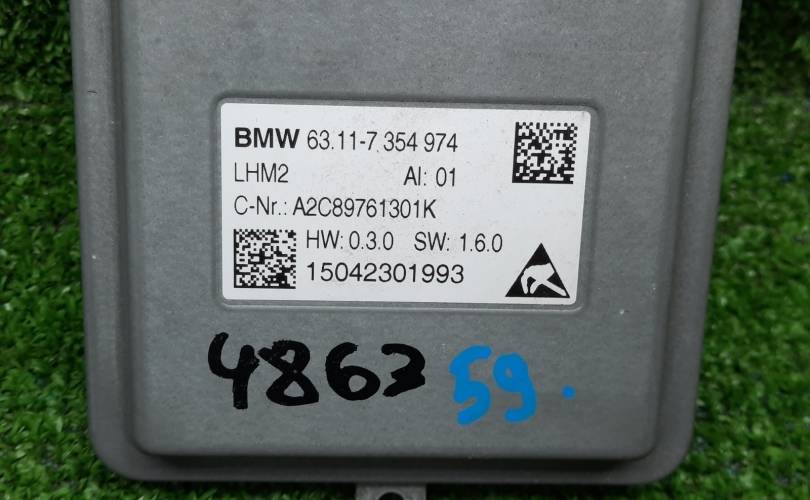 BMW 63.11-7 354 974
LHM2 AI: 01
C-Nr.: A2C89761301K
HW: 0.3.0 SW: 1.6.0
15042301993
4863 59.